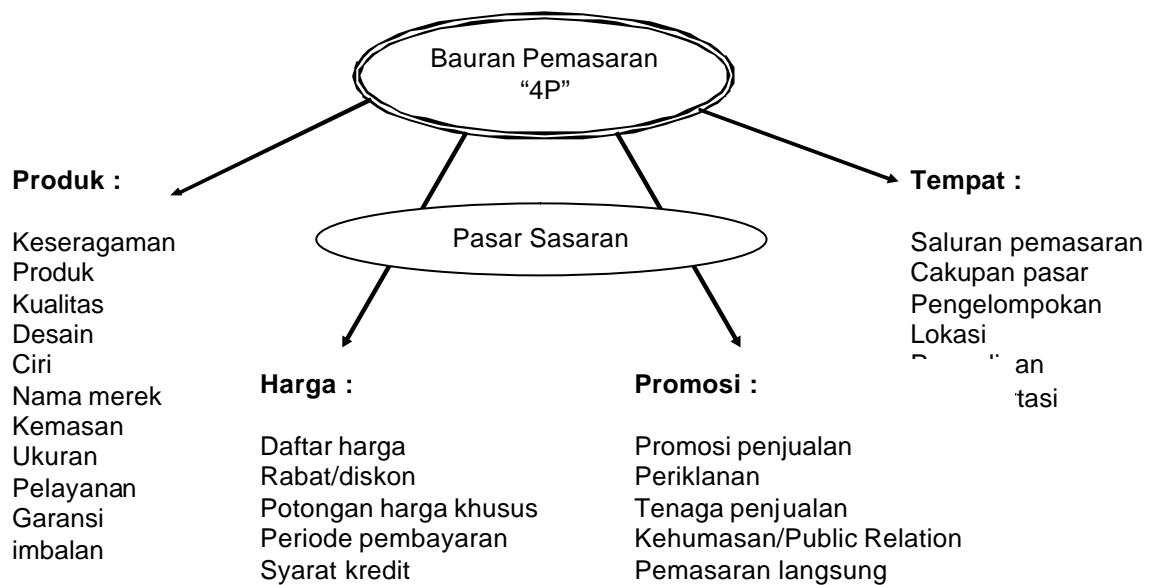 Bauran Pemasaran
“4P”
Pasar Sasaran
Produk :
Keseragaman
Produk
Kualitas
Desain
Ciri
Nama merek
Kemasan
Ukuran
Pelayanan
Garansi
imbalan
Harga :
Daftar harga
Rabat/diskon
Potongan harga khusus
Periode pembayaran
Syarat kredit
Promosi :
Promosi penjualan
Periklanan
Tenaga penjualan
Kehumasan/Public Relation
Pemasaran langsung
Tempat :
Saluran pemasaran
Cakupan pasar
Pengelompokan
Lokasi